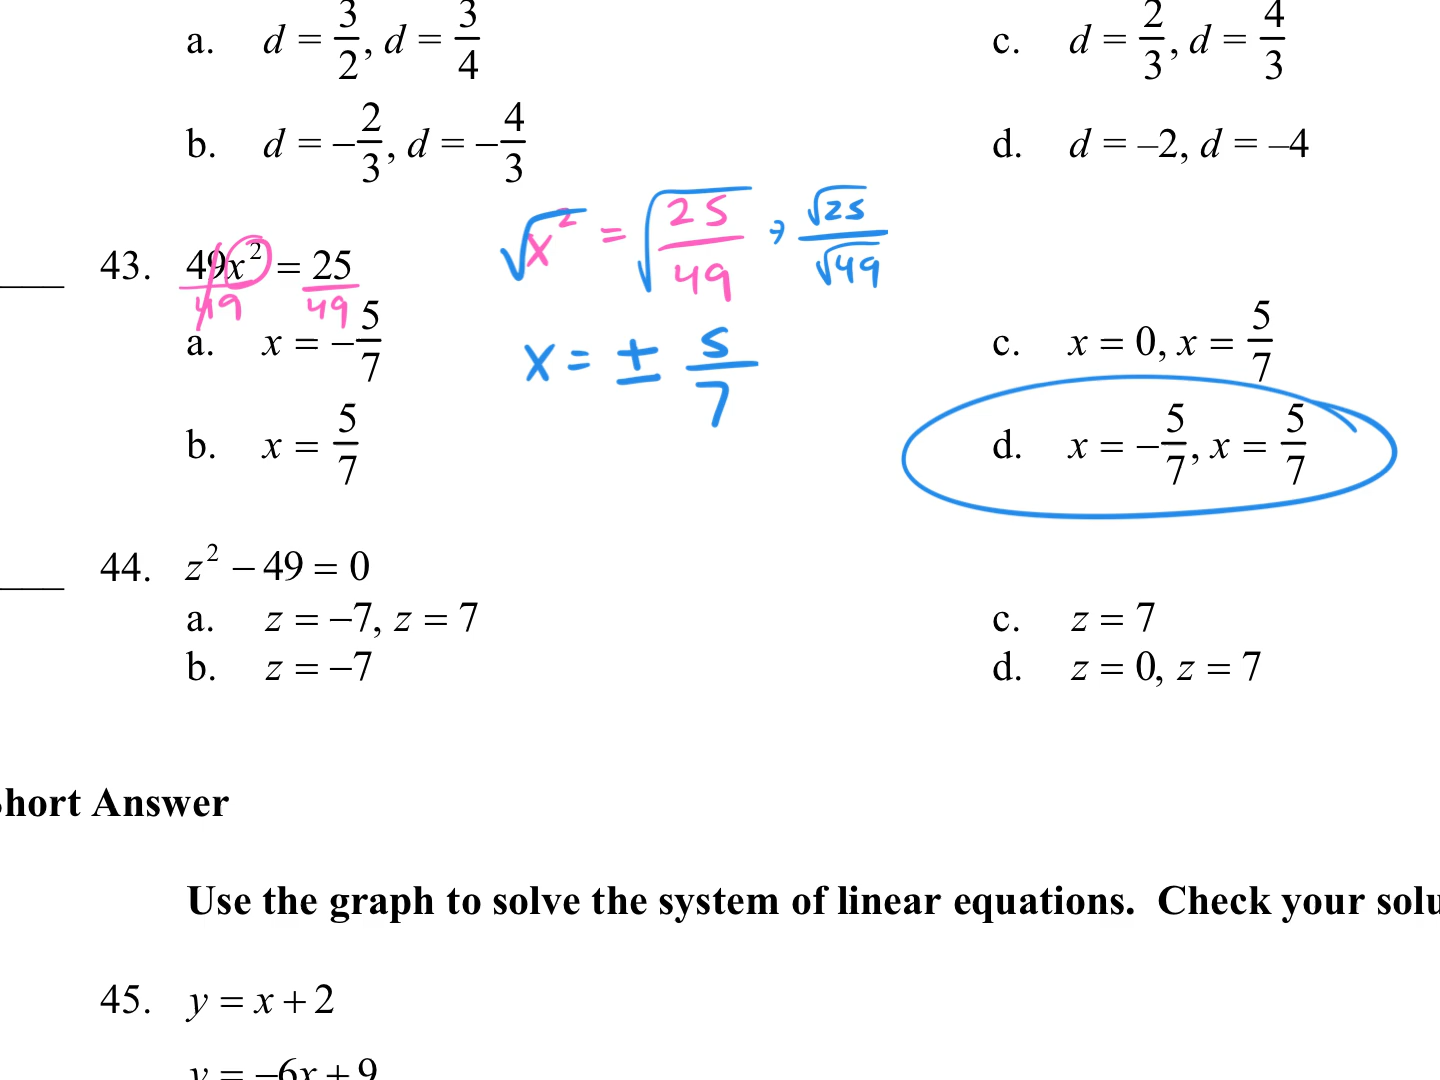 a. d = 3/2, d = 3/4
c. d = 2/3, d = 4/3
b. d = −2/3, d = −4/3
d. d = –2, d = –4
43. 49x² = 25
49 49
√x² = √(25/49) → √25/√49
x = ± 5/7
a. x = −5/7
c. x = 0, x = 5/7
b. x = 5/7
d. x = −5/7, x = 5/7
44. z² − 49 = 0
a. z = −7, z = 7
c. z = 7
b. z = −7
d. z = 0, z = 7
Short Answer
Use the graph to solve the system of linear equations. Check your solu
45. y = x + 2
y = −6x + 9